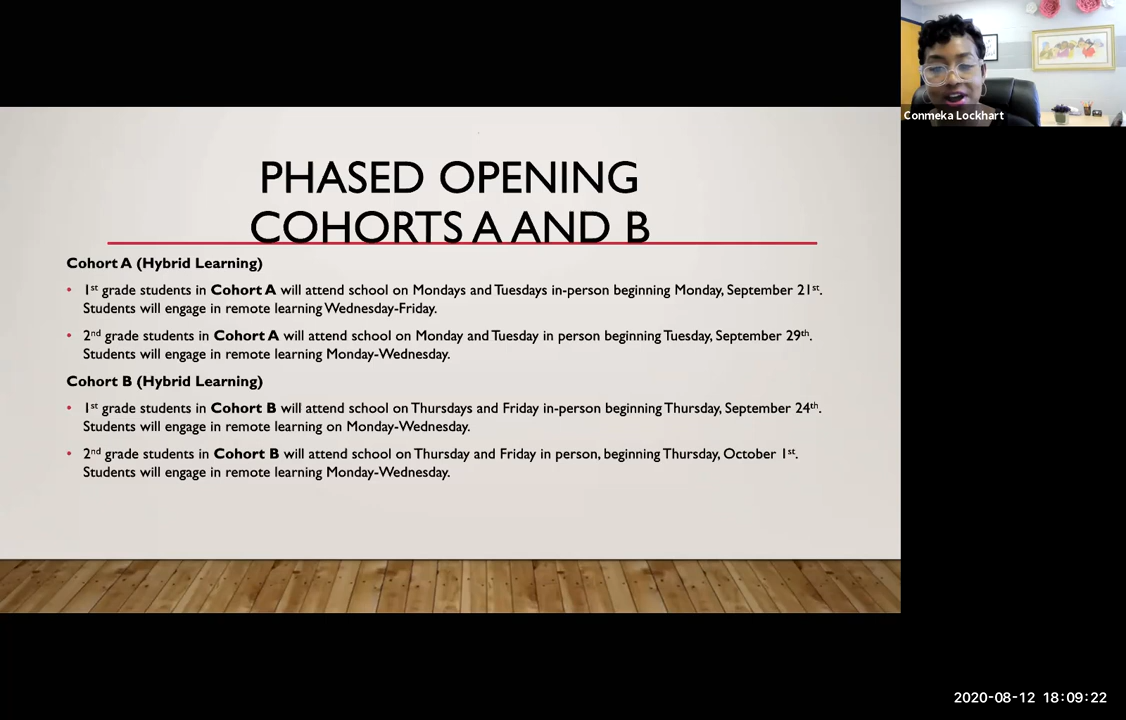 PHASED OPENING
COHORTS A AND B
Cohort A (Hybrid Learning)
• 1st grade students in Cohort A will attend school on Mondays and Tuesdays in-person beginning Monday, September 21st.
Students will engage in remote learning Wednesday-Friday.
• 2nd grade students in Cohort A will attend school on Monday and Tuesday in person beginning Tuesday, September 29th.
Students will engage in remote learning Monday-Wednesday.
Cohort B (Hybrid Learning)
• 1st grade students in Cohort B will attend school on Thursdays and Friday in-person beginning Thursday, September 24th.
Students will engage in remote learning on Monday-Wednesday.
• 2nd grade students in Cohort B will attend school on Thursday and Friday in person, beginning Thursday, October 1st.
Students will engage in remote learning Monday-Wednesday.
Conmeka Lockhart
2020-08-12 18:09:22